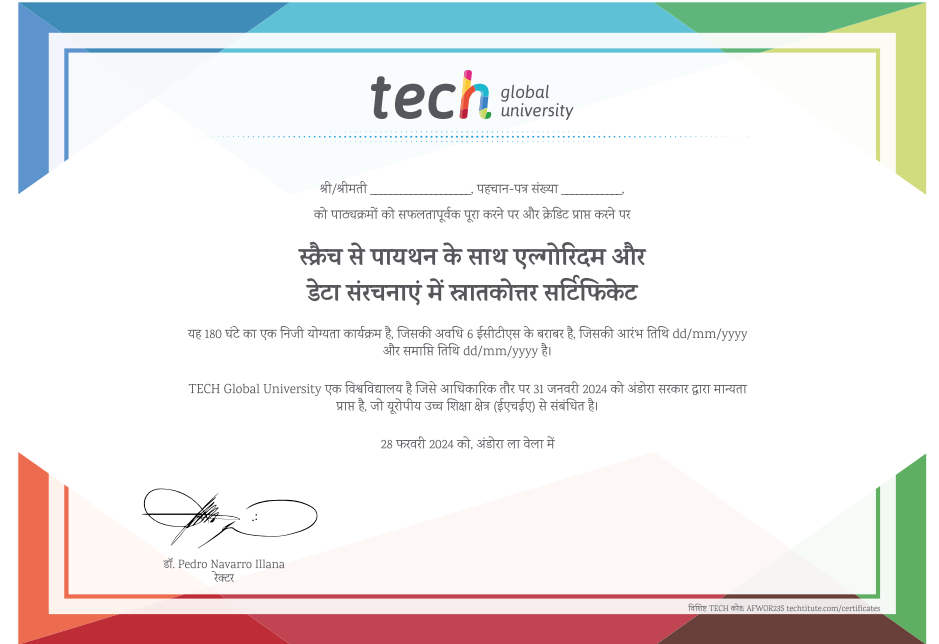 tech global
university
श्री/श्रीमती ____________________, पहचान-पत्र संख्या ____________,
को पाठ्यक्रमों को सफलतापूर्वक पूरा करने पर और क्रेडिट प्राप्त करने पर
स्क्रैच से पायथन के साथ एल्गोरिदम और
डेटा संरचनाएं में स्नातकोत्तर सर्टिफिकेट
यह 180 घंटे का एक निजी योग्यता कार्यक्रम है, जिसकी अवधि 6 ईसीटीएस के बराबर है, जिसकी आरंभ तिथि dd/mm/yyyy
और समाप्ति तिथि dd/mm/yyyy है।
TECH Global University एक विश्वविद्यालय है जिसे आधिकारिक तौर पर 31 जनवरी 2024 को अंडोरा सरकार द्वारा मान्यता
प्राप्त है, जो यूरोपीय उच्च शिक्षा क्षेत्र (ईएचईए) से संबंधित है।
28 फरवरी 2024 को, अंडोरा ला वेला में
डॉ. Pedro Navarro Illana
रेक्टर
विशिष्ट TECH कोड: AFWOR23S techtitute.com/certificates